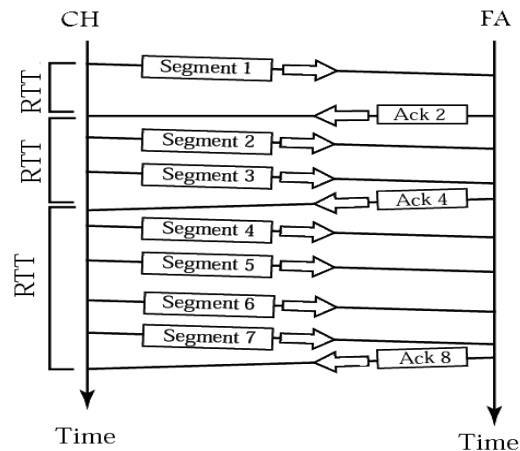 CH
FA
RTT
Segment 1
Ack 2
RTT
Segment 2
Segment 3
Ack 4
RTT
Segment 4
Segment 5
Segment 6
Segment 7
Ack 8
Time
Time